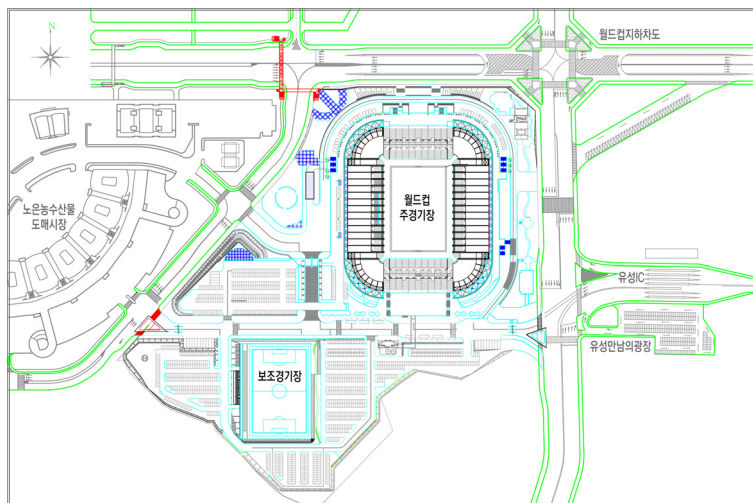 N
월드컵지하차도
월드컵
주경기장
노은농수산물
도매시장
유성IC
유성만남의광장
보조경기장